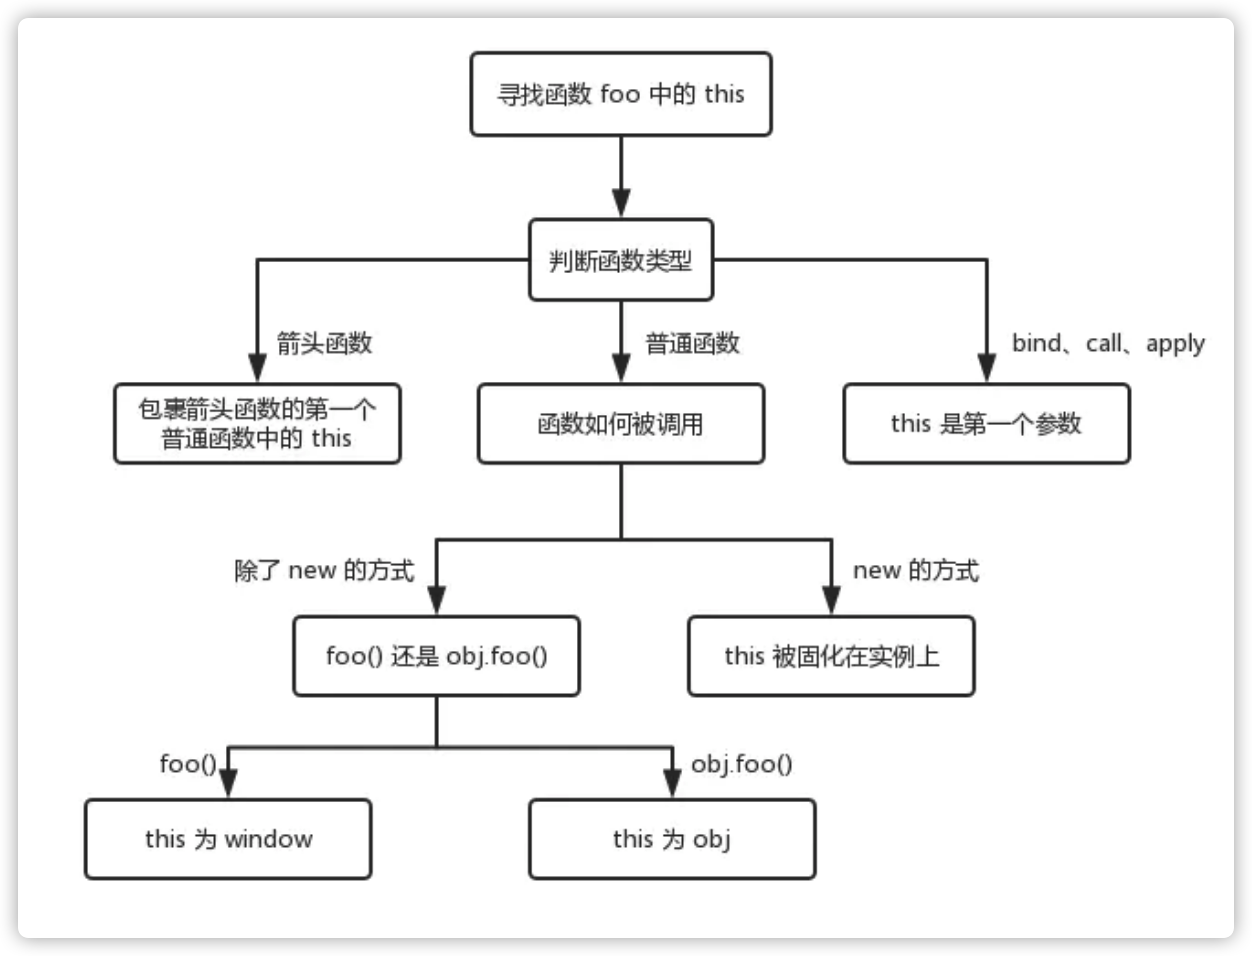 寻找函数 foo 中的 this
判断函数类型
箭头函数
普通函数
bind、call、apply
包裹箭头函数的第一个
普通函数中的 this
函数如何被调用
this 是第一个参数
除了 new 的方式
new 的方式
foo() 还是 obj.foo()
this 被固化在实例上
foo()
obj.foo()
this 为 window
this 为 obj